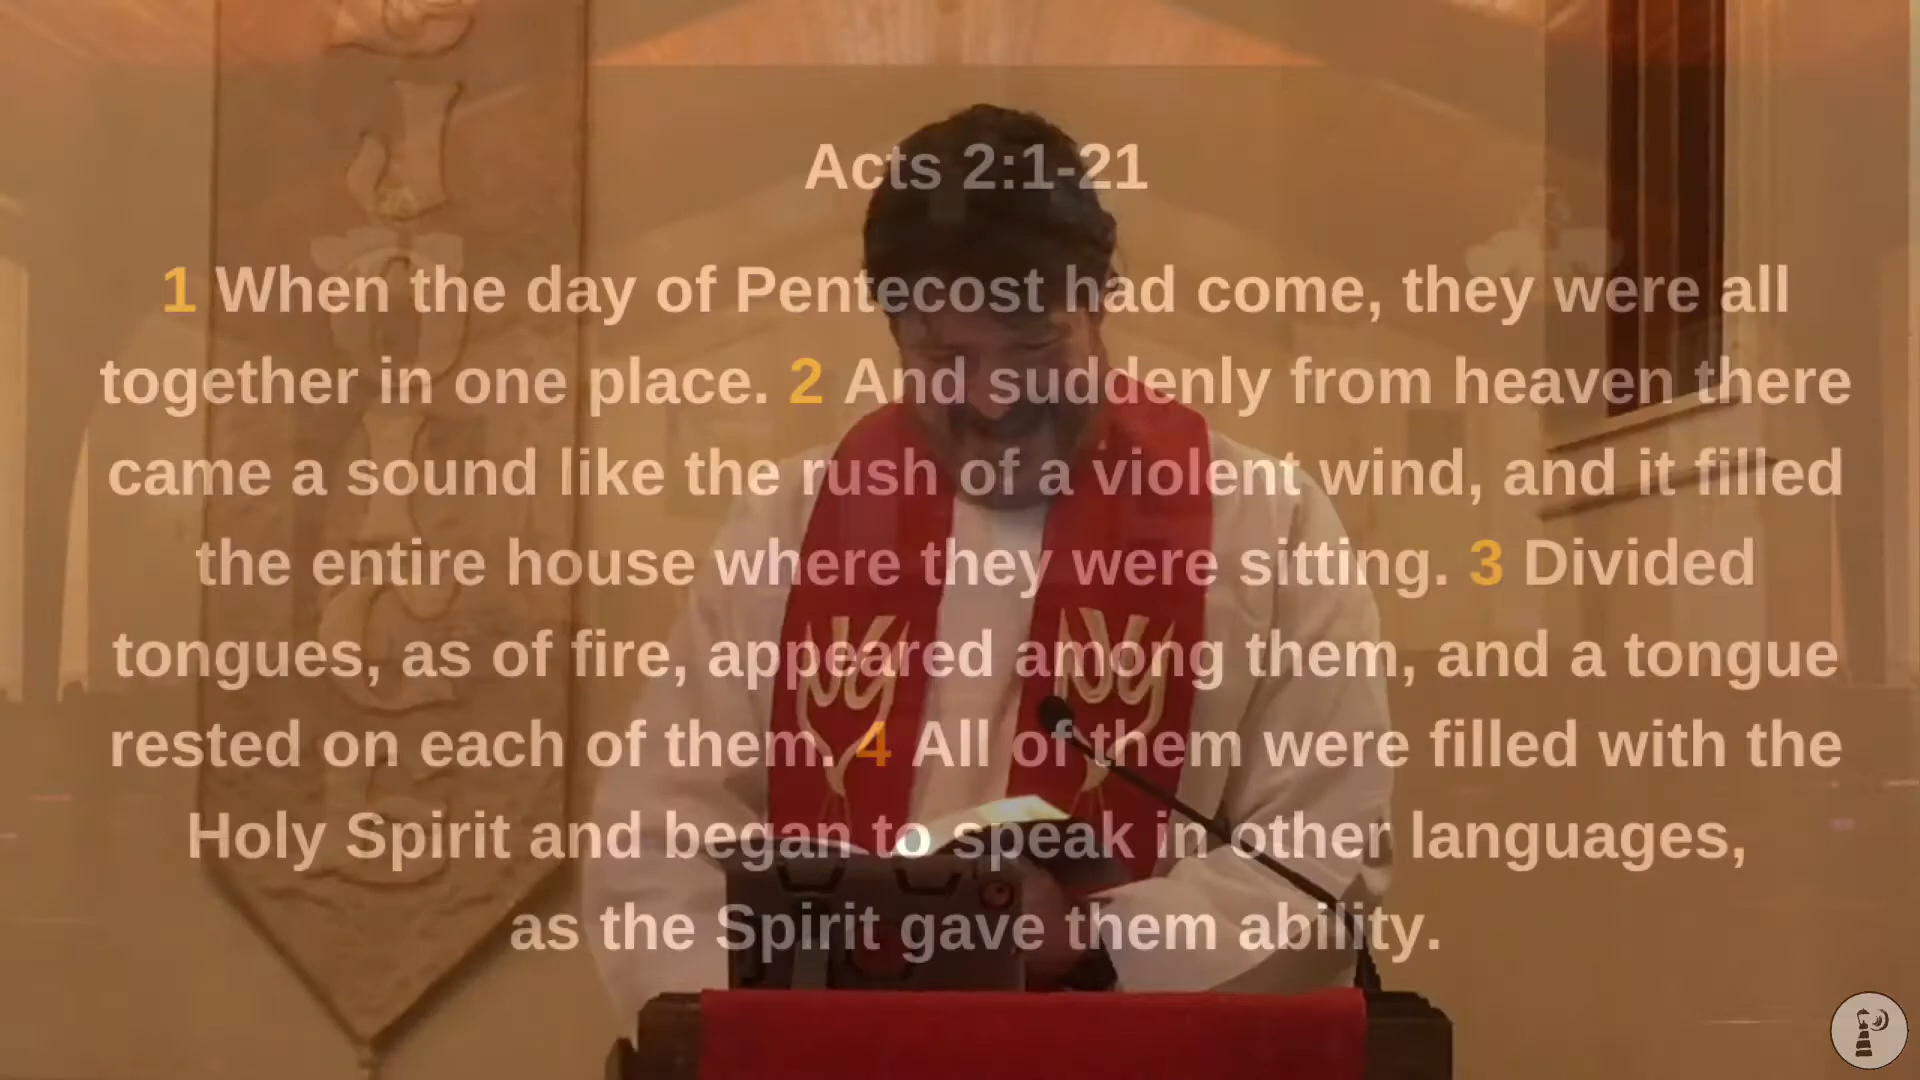 Acts 2:1-21
1 When the day of Pentecost had come, they were all
together in one place. 2 And suddenly from heaven there
came a sound like the rush of a violent wind, and it filled
the entire house where they were sitting. 3 Divided
tongues, as of fire, appeared among them, and a tongue
rested on each of them. 4 All of them were filled with the
Holy Spirit and began to speak in other languages,
as the Spirit gave them ability.